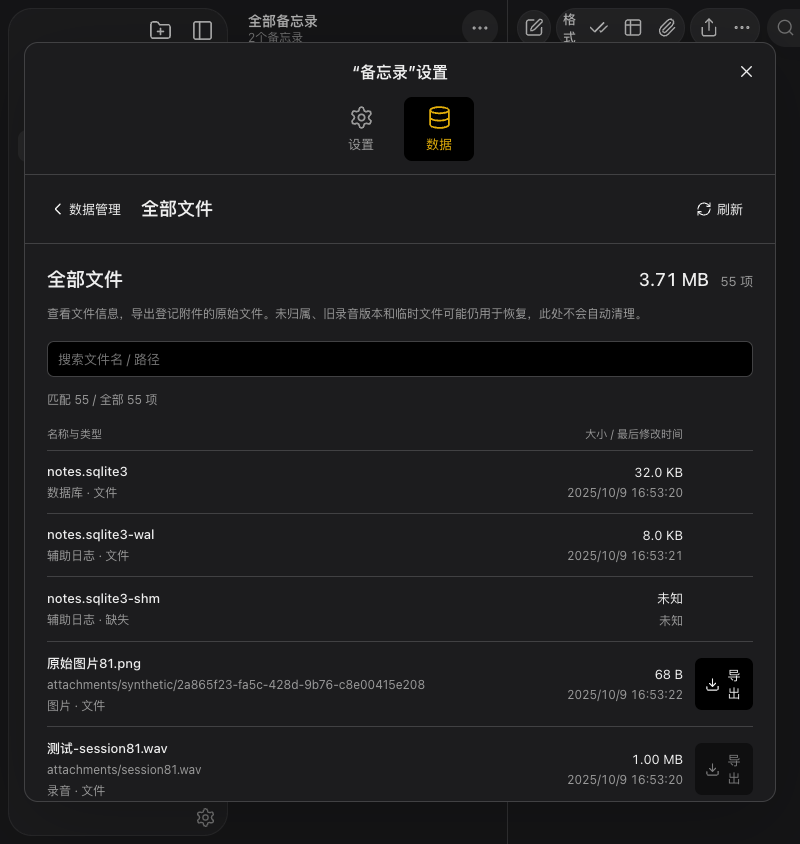 全部备忘录
2个备忘录
格式
“备忘录”设置
设置
数据
数据管理
全部文件
刷新
全部文件
3.71 MB 55 项
查看文件信息，导出登记附件的原始文件。未归属、旧录音版本和临时文件可能仍用于恢复，此处不会自动清理。
搜索文件名 / 路径
匹配 55 / 全部 55 项
名称与类型
大小 / 最后修改时间
notes.sqlite3
32.0 KB
数据库 · 文件
2025/10/9 16:53:20
notes.sqlite3-wal
8.0 KB
辅助日志 · 文件
2025/10/9 16:53:21
notes.sqlite3-shm
未知
辅助日志 · 缺失
未知
原始图片81.png
attachments/synthetic/2a865f23-fa5c-428d-9b76-c8e00415e208
图片 · 文件
68 B
2025/10/9 16:53:22
导出
测试-session81.wav
attachments/session81.wav
录音 · 文件
1.00 MB
2025/10/9 16:53:20
导出